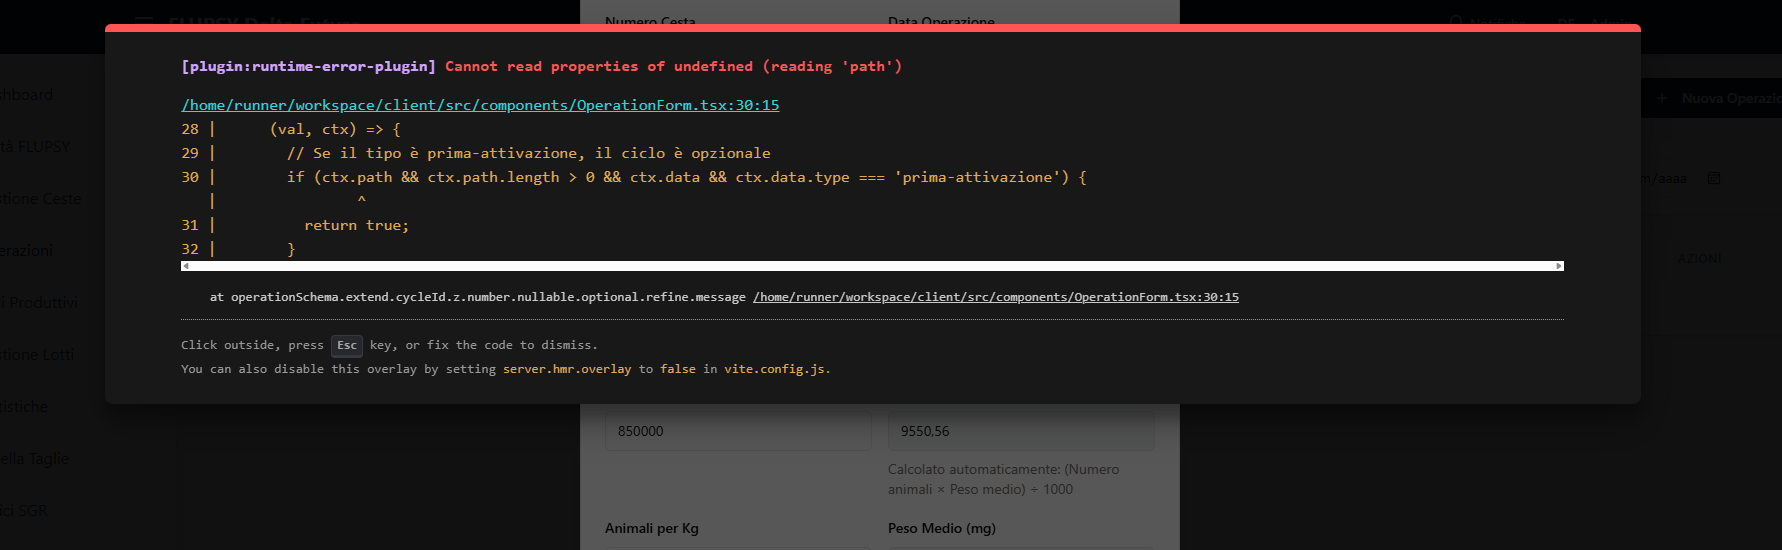 FLUPSY Delta Futuro
Numero Cesta
Data Operazione
[plugin:runtime-error-plugin] Cannot read properties of undefined (reading 'path')
/home/runner/workspace/client/src/components/OperationForm.tsx:30:15
28 |      (val, ctx) => {
29 |        // Se il tipo è prima-attivazione, il ciclo è opzionale
30 |        if (ctx.path && ctx.path.length > 0 && ctx.data && ctx.data.type === 'prima-attivazione') {
   |                ^
31 |          return true;
32 |        }
at operationSchema.extend.cycleId.z.number.nullable.optional.refine.message /home/runner/workspace/client/src/components/OperationForm.tsx:30:15
Click outside, press Esc key, or fix the code to dismiss.
You can also disable this overlay by setting server.hmr.overlay to false in vite.config.js.
shboard
tà FLUPSY
stione Ceste
erazioni
i Produttivi
stione Lotti
tistiche
ella Taglie
ici SGR
+ Nuova Operazio
m/aaaa
AZIONI
850000
9550,56
Calcolato automaticamente: (Numero
animali × Peso medio) ÷ 1000
Animali per Kg
Peso Medio (mg)